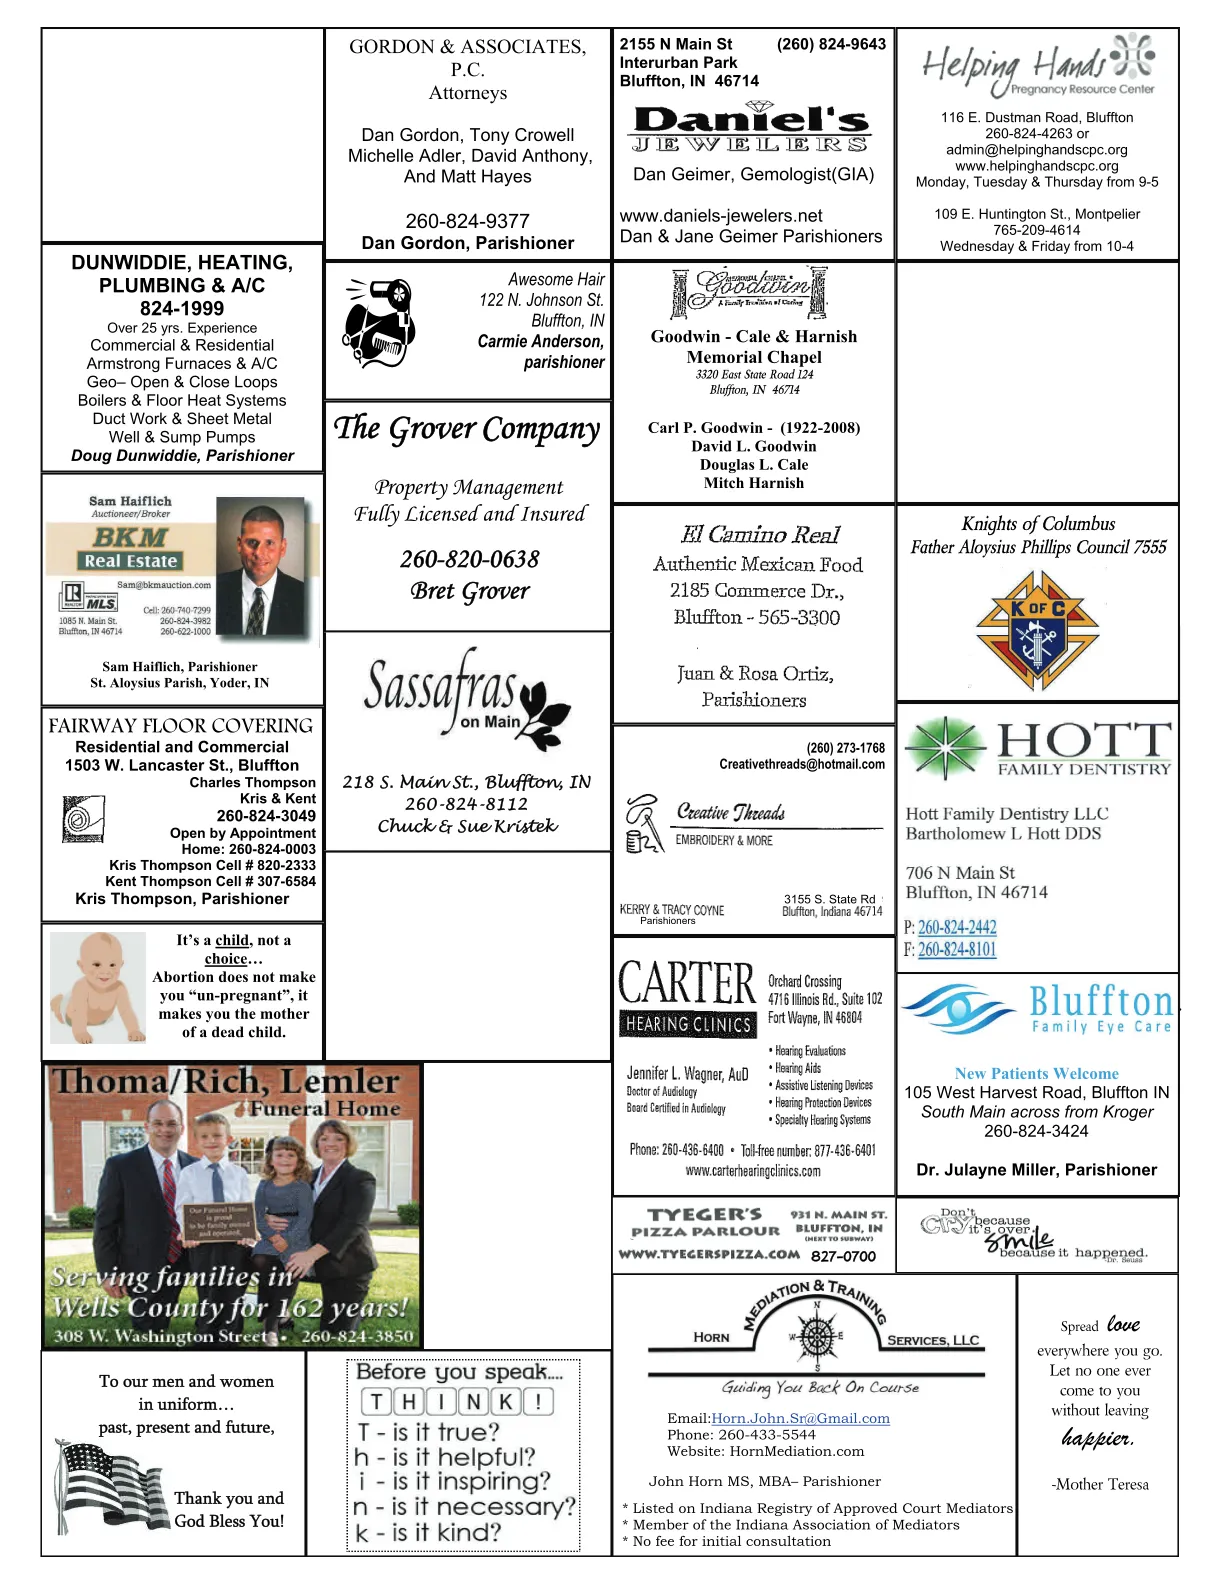 GORDON & ASSOCIATES,
P.C.
Attorneys
Dan Gordon, Tony Crowell
Michelle Adler, David Anthony,
And Matt Hayes
260-824-9377
Dan Gordon, Parishioner
2155 N Main St (260) 824-9643
Interurban Park
Bluffton, IN 46714
Daniel's
JEWELERS
Dan Geimer, Gemologist(GIA)
www.daniels-jewelers.net
Dan & Jane Geimer Parishioners
Helping Hands
Pregnancy Resource Center
116 E. Dustman Road, Bluffton
260-824-4263 or
admin@helpinghandscpc.org
www.helpinghandscpc.org
Monday, Tuesday & Thursday from 9-5
109 E. Huntington St., Montpelier
765-209-4614
Wednesday & Friday from 10-4
DUNWIDDIE, HEATING,
PLUMBING & A/C
824-1999
Over 25 yrs. Experience
Commercial & Residential
Armstrong Furnaces & A/C
Geo– Open & Close Loops
Boilers & Floor Heat Systems
Duct Work & Sheet Metal
Well & Sump Pumps
Doug Dunwiddie, Parishioner
Awesome Hair
122 N. Johnson St.
Bluffton, IN
Carmie Anderson,
parishioner
Goodwin
A Family Tradition of Caring
Goodwin - Cale & Harnish
Memorial Chapel
3320 East State Road 124
Bluffton, IN 46714
Carl P. Goodwin - (1922-2008)
David L. Goodwin
Douglas L. Cale
Mitch Harnish
The Grover Company
Property Management
Fully Licensed and Insured
260-820-0638
Bret Grover
Sam Haiflich
Auctioneer/Broker
BKM
Real Estate
Sam@bkmauction.com
R
REALTOR
MLS
Cell: 260-740-7299
1085 N. Main St. 260-824-3982
Bluffton, IN 46714 260-622-1000
Sam Haiflich, Parishioner
St. Aloysius Parish, Yoder, IN
El Camino Real
Authentic Mexican Food
2185 Commerce Dr.,
Bluffton - 565-3300
Juan & Rosa Ortiz,
Parishioners
Knights of Columbus
Father Aloysius Phillips Council 7555
K OF C
Sassafras
on Main
218 S. Main St., Bluffton, IN
260-824-8112
Chuck & Sue Kristek
FAIRWAY FLOOR COVERING
Residential and Commercial
1503 W. Lancaster St., Bluffton
Charles Thompson
Kris & Kent
260-824-3049
Open by Appointment
Home: 260-824-0003
Kris Thompson Cell # 820-2333
Kent Thompson Cell # 307-6584
Kris Thompson, Parishioner
(260) 273-1768
Creativethreads@hotmail.com
Creative Threads
EMBROIDERY & MORE
3155 S. State Rd
KERRY & TRACY COYNE Bluffton, Indiana 46714
Parishioners
HOTT
FAMILY DENTISTRY
Hott Family Dentistry LLC
Bartholomew L Hott DDS
706 N Main St
Bluffton, IN 46714
P: 260-824-2442
F: 260-824-8101
It's a child, not a
choice…
Abortion does not make
you "un-pregnant", it
makes you the mother
of a dead child.
CARTER
HEARING CLINICS
Orchard Crossing
4716 Illinois Rd., Suite 102
Fort Wayne, IN 46804
Jennifer L. Wagner, AuD
Doctor of Audiology
Board Certified in Audiology
• Hearing Evaluations
• Hearing Aids
• Assistive Listening Devices
• Hearing Protection Devices
• Specialty Hearing Systems
Phone: 260-436-6400 • Toll-free number: 877-436-6401
www.carterhearingclinics.com
Bluffton
Family Eye Care
New Patients Welcome
105 West Harvest Road, Bluffton IN
South Main across from Kroger
260-824-3424
Dr. Julayne Miller, Parishioner
Thoma/Rich, Lemler
Funeral Home
Our Funeral Home
is proud
to be family owned
and operated.
Serving families in
Wells County for 162 years!
308 W. Washington Street • 260-824-3850
TYEGER'S
PIZZA PARLOUR
931 N. MAIN ST.
BLUFFTON, IN
(NEXT TO SUBWAY)
WWW.TYEGERSPIZZA.COM 827-0700
Don't
cry because
it's over.
smile
because it happened.
-Dr. Seuss
MEDIATION & TRAINING
HORN SERVICES, LLC
N
W E
S
Guiding You Back On Course
Email:Horn.John.Sr@Gmail.com
Phone: 260-433-5544
Website: HornMediation.com
John Horn MS, MBA– Parishioner
* Listed on Indiana Registry of Approved Court Mediators
* Member of the Indiana Association of Mediators
* No fee for initial consultation
Spread love
everywhere you go.
Let no one ever
come to you
without leaving
happier.
-Mother Teresa
To our men and women
in uniform…
past, present and future,
Thank you and
God Bless You!
Before you speak....
T H I N K !
T - is it true?
h - is it helpful?
i - is it inspiring?
n - is it necessary?
k - is it kind?